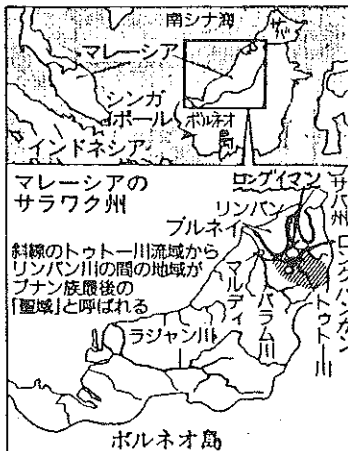 南シナ海
サバ
マレーシア
シンガ
ポール
ボルネオ
島
インドネシア
マレーシアの
サラワク州
ロングイマン
リンバン
サバ州
ブルネイ
斜線のトゥトー川流域から
リンバン川の間の地域が
プナン族最後の
「聖域」と呼ばれる
マルディ
バラム川
トゥトー川
ラジャン川
ボルネオ島